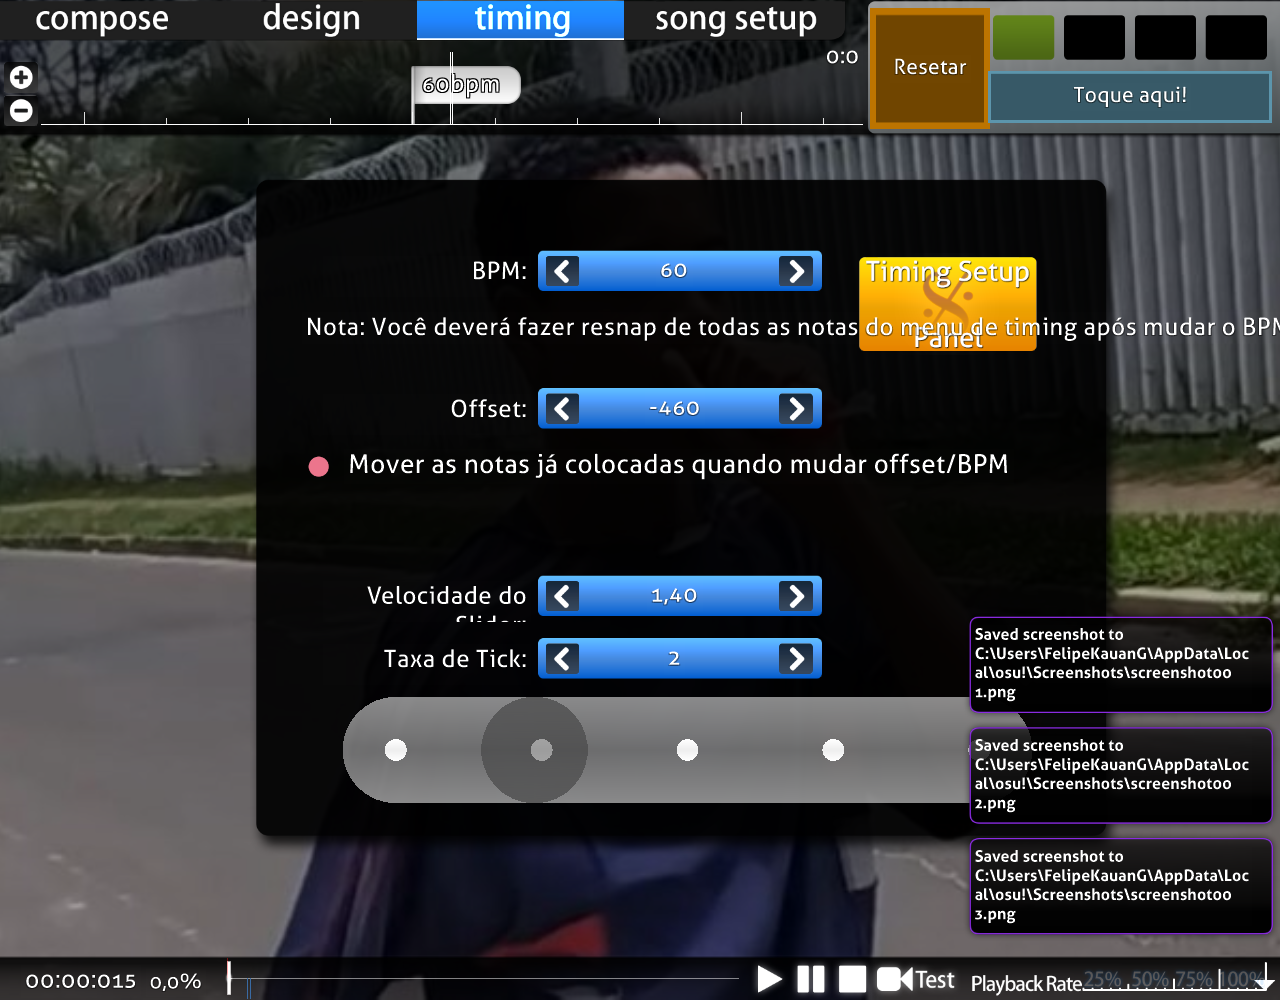 compose design timing song setup
0:0
60bpm
Resetar
Toque aqui!
BPM: 60
Timing Setup
Panel
Nota: Você deverá fazer resnap de todas as notas do menu de timing após mudar o BPM
Offset: -460
Mover as notas já colocadas quando mudar offset/BPM
Velocidade do 1,40
Slider:
Taxa de Tick: 2
Saved screenshot to
C:\Users\FelipeKauanG\AppData\Loc
al\osu!\Screenshots\screenshot00
1.png
Saved screenshot to
C:\Users\FelipeKauanG\AppData\Loc
al\osu!\Screenshots\screenshot00
2.png
Saved screenshot to
C:\Users\FelipeKauanG\AppData\Loc
al\osu!\Screenshots\screenshot00
3.png
00:00:015 0,0% Test Playback Rate 25% 50% 75% 100%